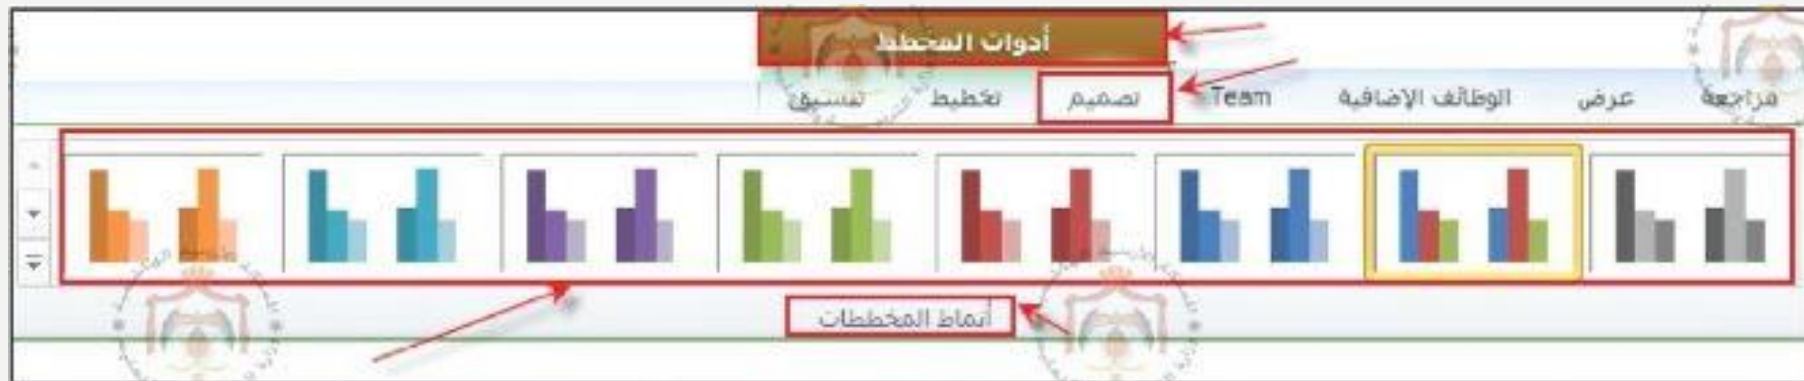 أدوات المخطط
مراجعة عرض الوظائف الإضافية Team تصميم تخطيط تنسيق
أنماط المخططات